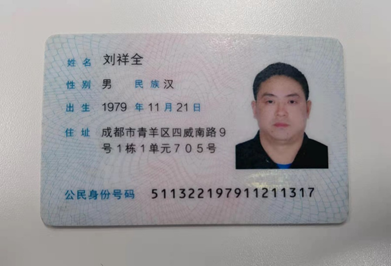 姓名 刘祥全
性别 男 民族 汉
出生 1979 年 11 月 21 日
住址 成都市青羊区四威南路9
号1栋1单元705号
公民身份号码 511322197911211317